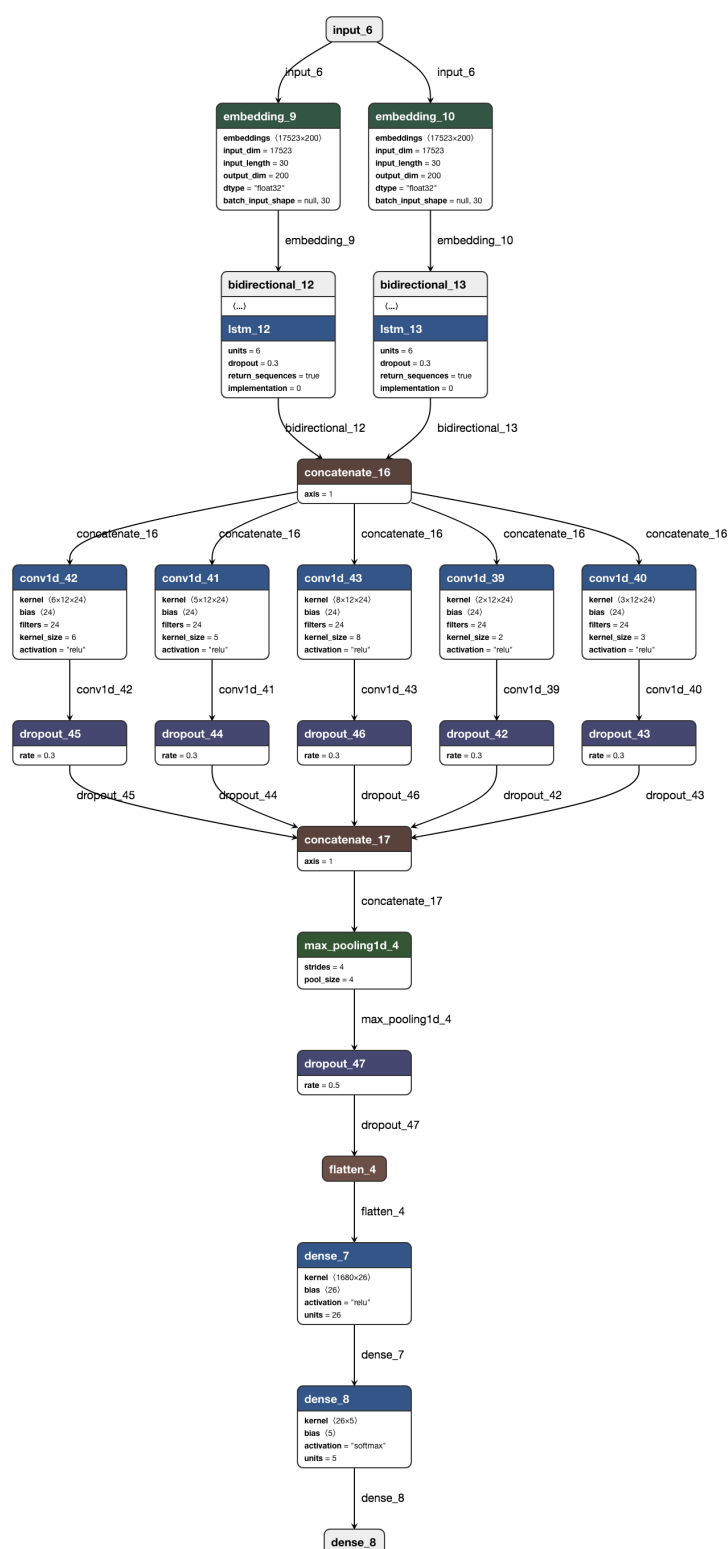 input_6
input_6
input_6
embedding_9
embeddings ⟨17523×200⟩
input_dim = 17523
input_length = 30
output_dim = 200
dtype = "float32"
batch_input_shape = null, 30
embedding_10
embeddings ⟨17523×200⟩
input_dim = 17523
input_length = 30
output_dim = 200
dtype = "float32"
batch_input_shape = null, 30
embedding_9
embedding_10
bidirectional_12
⟨...⟩
lstm_12
units = 6
dropout = 0.3
return_sequences = true
implementation = 0
bidirectional_13
⟨...⟩
lstm_13
units = 6
dropout = 0.3
return_sequences = true
implementation = 0
bidirectional_12
bidirectional_13
concatenate_16
axis = 1
concatenate_16
concatenate_16
concatenate_16
concatenate_16
concatenate_16
conv1d_42
kernel ⟨6×12×24⟩
bias ⟨24⟩
filters = 24
kernel_size = 6
activation = "relu"
conv1d_41
kernel ⟨5×12×24⟩
bias ⟨24⟩
filters = 24
kernel_size = 5
activation = "relu"
conv1d_43
kernel ⟨8×12×24⟩
bias ⟨24⟩
filters = 24
kernel_size = 8
activation = "relu"
conv1d_39
kernel ⟨2×12×24⟩
bias ⟨24⟩
filters = 24
kernel_size = 2
activation = "relu"
conv1d_40
kernel ⟨3×12×24⟩
bias ⟨24⟩
filters = 24
kernel_size = 3
activation = "relu"
conv1d_42
conv1d_41
conv1d_43
conv1d_39
conv1d_40
dropout_45
rate = 0.3
dropout_44
rate = 0.3
dropout_46
rate = 0.3
dropout_42
rate = 0.3
dropout_43
rate = 0.3
dropout_45
dropout_44
dropout_46
dropout_42
dropout_43
concatenate_17
axis = 1
concatenate_17
max_pooling1d_4
strides = 4
pool_size = 4
max_pooling1d_4
dropout_47
rate = 0.5
dropout_47
flatten_4
flatten_4
dense_7
kernel ⟨1680×26⟩
bias ⟨26⟩
activation = "relu"
units = 26
dense_7
dense_8
kernel ⟨26×5⟩
bias ⟨5⟩
activation = "softmax"
units = 5
dense_8
dense_8